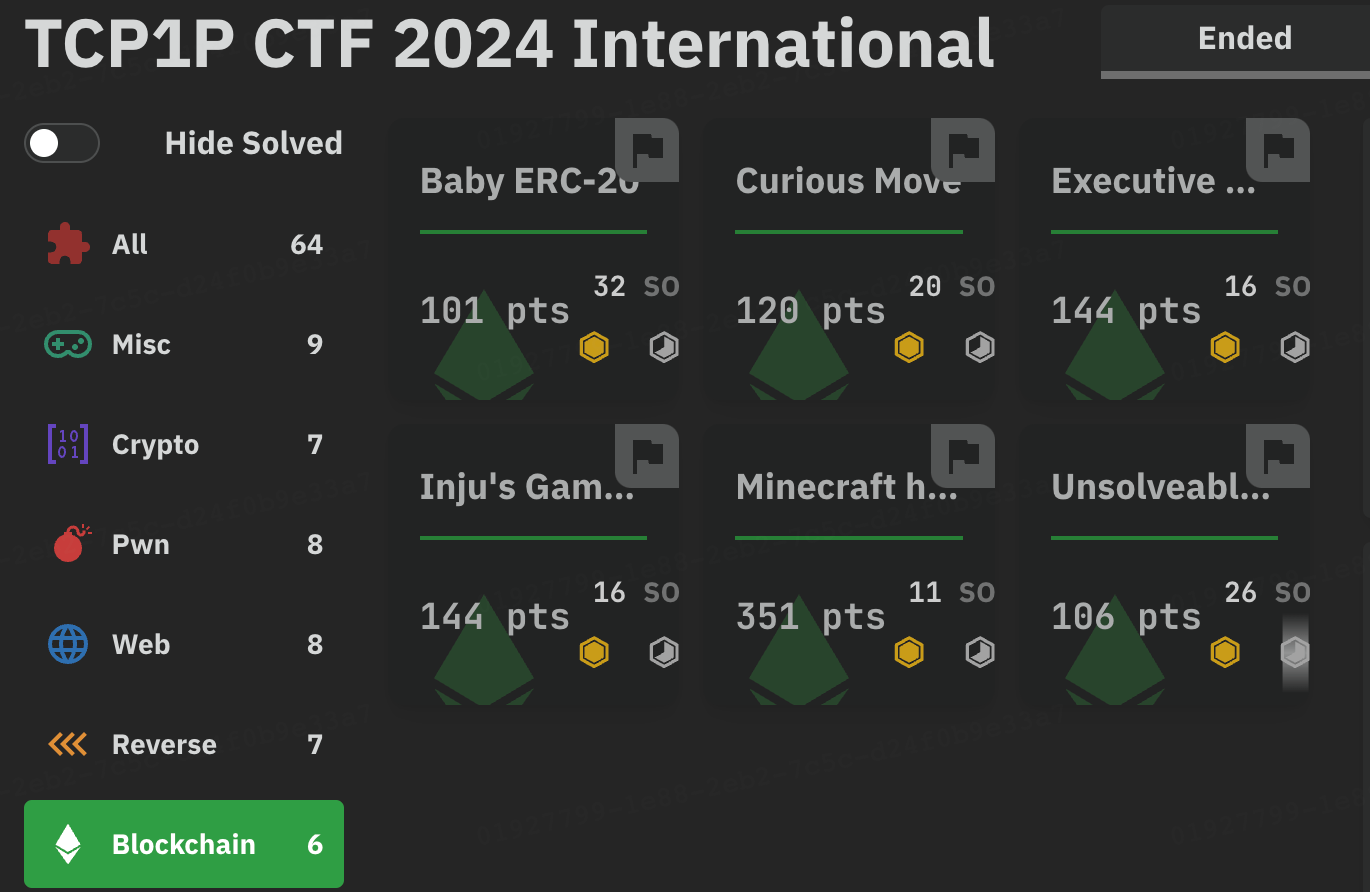 TCP1P CTF 2024 International
Ended
Hide Solved
All 64
Misc 9
Crypto 7
Pwn 8
Web 8
Reverse 7
Blockchain 6
Baby ERC-20
101 pts
32 SO
Curious Move
120 pts
20 SO
Executive ...
144 pts
16 SO
Inju's Gam...
144 pts
16 SO
Minecraft h...
351 pts
11 SO
Unsolveabl...
106 pts
26 SO